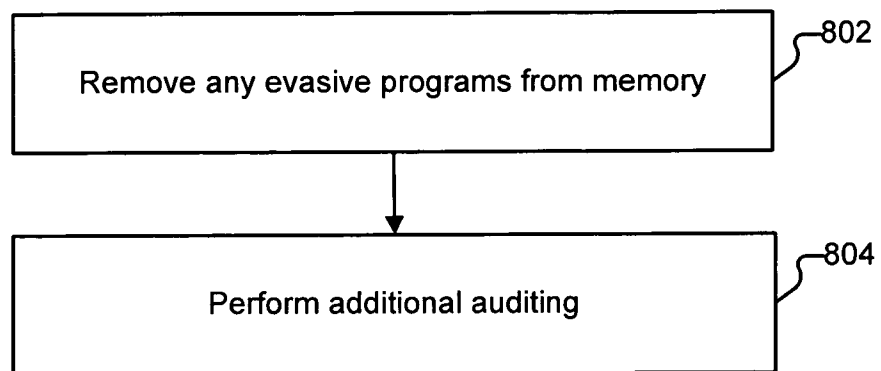 Remove any evasive programs from memory
802
Perform additional auditing
804